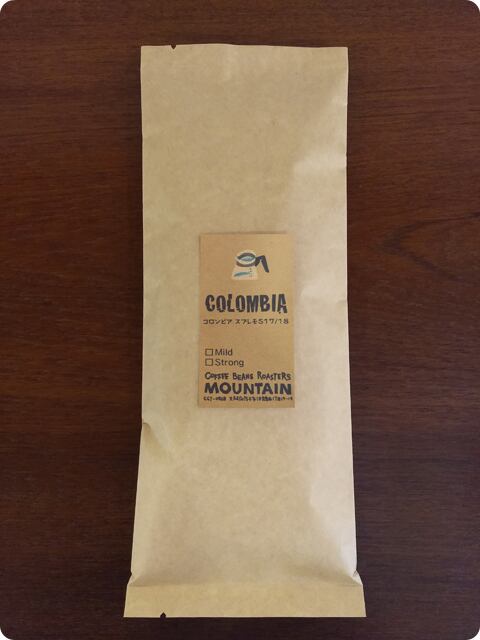 COLOMBIA
コロンビア スプレモS17/18
□Mild
□Strong
COFFEE BEANS ROASTERS
MOUNTAIN